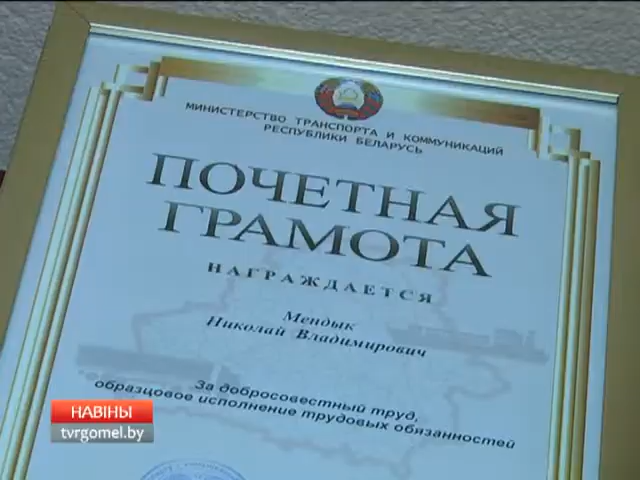 МИНИСТЕРСТВО ТРАНСПОРТА И КОММУНИКАЦИЙ
РЕСПУБЛИКИ БЕЛАРУСЬ
ПОЧЕТНАЯ
ГРАМОТА
НАГРАЖДАЕТСЯ
Мендык
Николай Владимирович
За добросовестный труд,
образцовое исполнение трудовых обязанностей
НАВІНЫ
tvrgomel.by